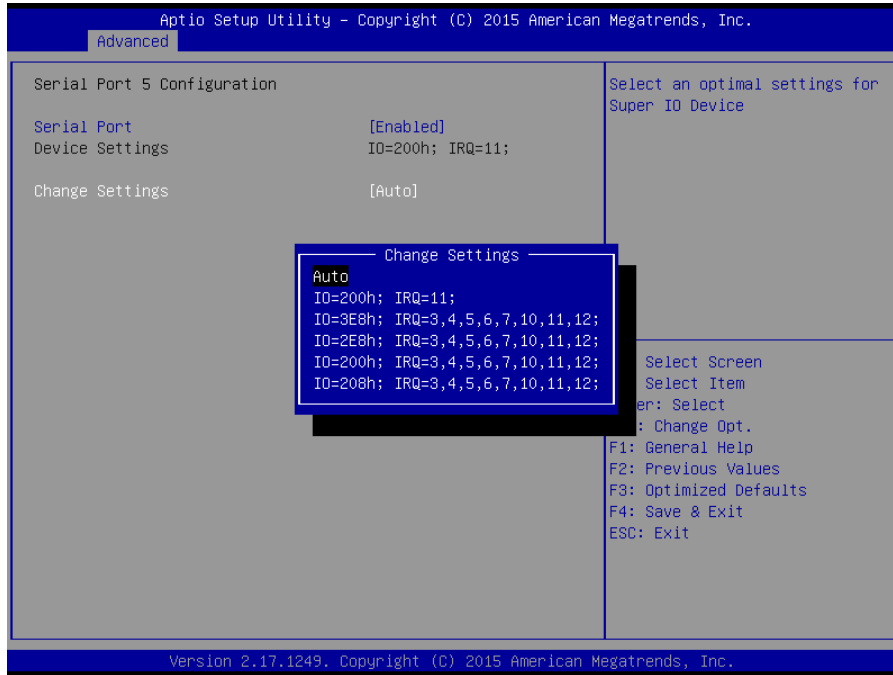 Aptio Setup Utility – Copyright (C) 2015 American Megatrends, Inc.
Advanced
Serial Port 5 Configuration
Serial Port [Enabled]
Device Settings IO=200h; IRQ=11;
Change Settings [Auto]
Select an optimal settings for
Super IO Device
Change Settings
Auto
IO=200h; IRQ=11;
IO=3E8h; IRQ=3,4,5,6,7,10,11,12;
IO=2E8h; IRQ=3,4,5,6,7,10,11,12;
IO=200h; IRQ=3,4,5,6,7,10,11,12;
IO=208h; IRQ=3,4,5,6,7,10,11,12;
Select Screen
Select Item
er: Select
: Change Opt.
F1: General Help
F2: Previous Values
F3: Optimized Defaults
F4: Save & Exit
ESC: Exit
Version 2.17.1249. Copyright (C) 2015 American Megatrends, Inc.